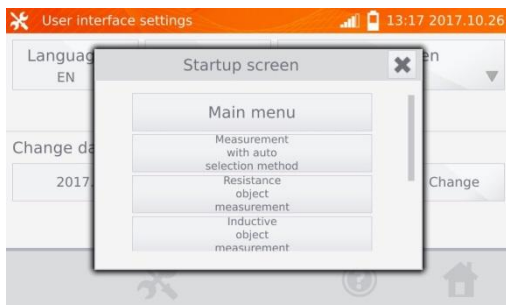 User interface settings
13:17 2017.10.26
Languag
EN
en
Startup screen
Main menu
Measurement
with auto
selection method
Resistance
object
measurement
Inductive
object
measurement
Change da
2017.
Change
?